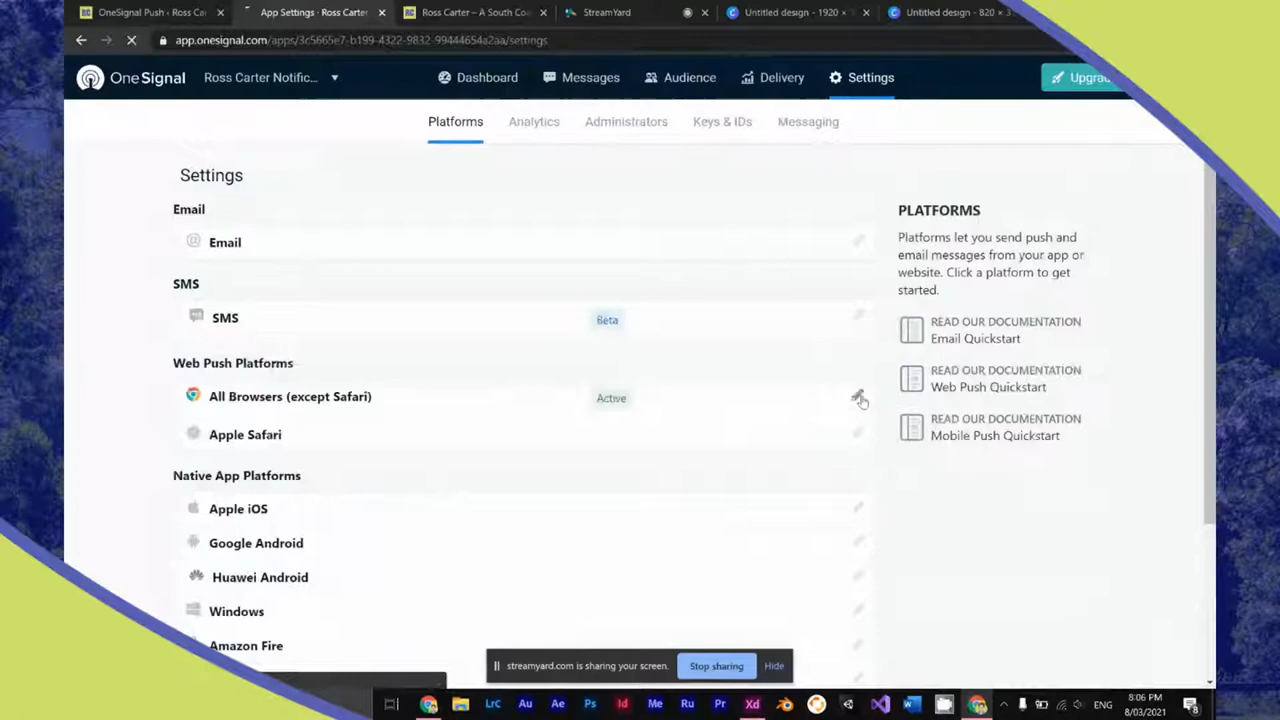 OneSignal Push ‹ Ross Ca
App Settings · Ross Carter
Ross Carter – A South Co
StreamYard
Untitled design - 1920 ×
Untitled design - 820 × 3
app.onesignal.com/apps/3c5665e7-b199-4322-9832-99444654a2aa/settings
OneSignal
Ross Carter Notific...
Dashboard
Messages
Audience
Delivery
Settings
Platforms
Analytics
Administrators
Keys & IDs
Messaging
Settings
Email
Email
SMS
SMS
Beta
Web Push Platforms
All Browsers (except Safari)
Active
Apple Safari
Native App Platforms
Apple iOS
Google Android
Huawei Android
Windows
Amazon Fire
PLATFORMS
Platforms let you send push and
email messages from your app or
website. Click a platform to get
started.
READ OUR DOCUMENTATION
Email Quickstart
READ OUR DOCUMENTATION
Web Push Quickstart
READ OUR DOCUMENTATION
Mobile Push Quickstart
streamyard.com is sharing your screen.
Stop sharing
Hide
LrC
Au
Ae
Ps
Id
Me
Ru
Pr
Xd
ENG
8:06 PM
8/03/2021
8